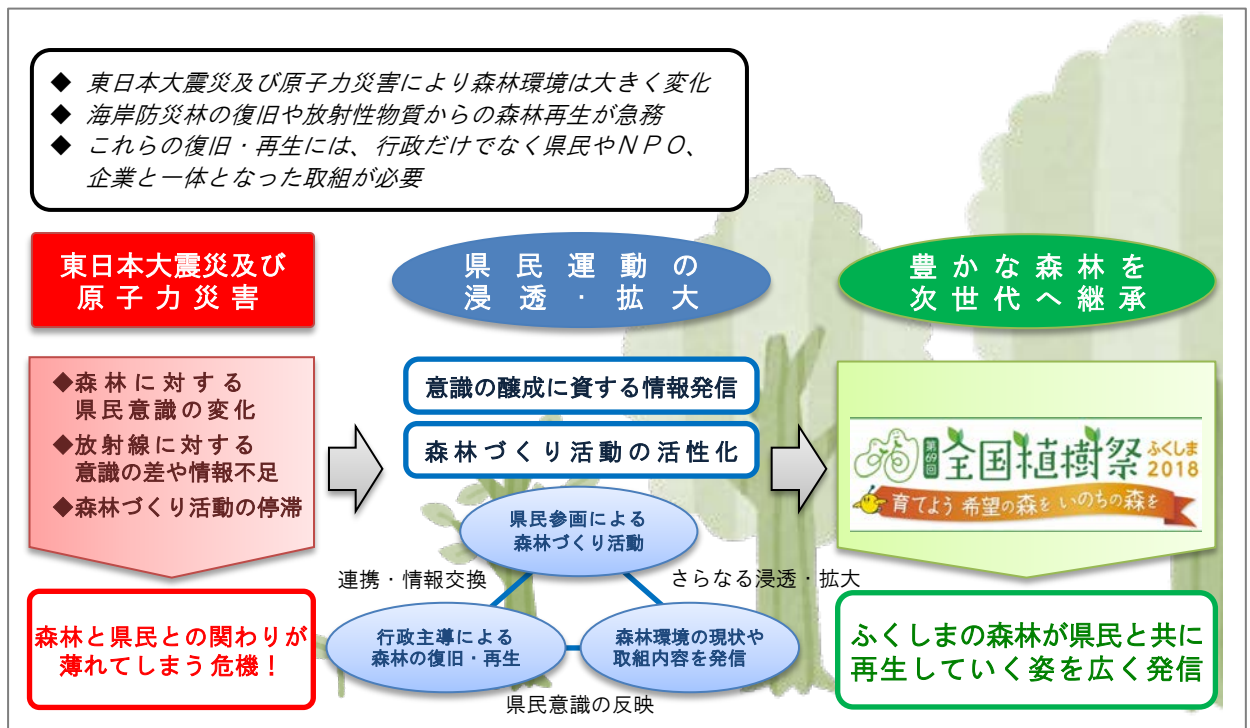 ◆ 東日本大震災及び原子力災害により森林環境は大きく変化
◆ 海岸防災林の復旧や放射性物質からの森林再生が急務
◆ これらの復旧・再生には、行政だけでなく県民やＮＰＯ、
企業と一体となった取組が必要
東日本大震災及び
原子力災害
◆森林に対する
県民意識の変化
◆放射線に対する
意識の差や情報不足
◆森林づくり活動の停滞
森林と県民との関わりが
薄れてしまう危機！
県民運動の
浸透・拡大
意識の醸成に資する情報発信
森林づくり活動の活性化
県民参画による
森林づくり活動
連携・情報交換
さらなる浸透・拡大
行政主導による
森林の復旧・再生
森林環境の現状や
取組内容を発信
県民意識の反映
豊かな森林を
次世代へ継承
第69回
全国植樹祭
ふくしま
2018
育てよう 希望の森を いのちの森を
ふくしまの森林が県民と共に
再生していく姿を広く発信